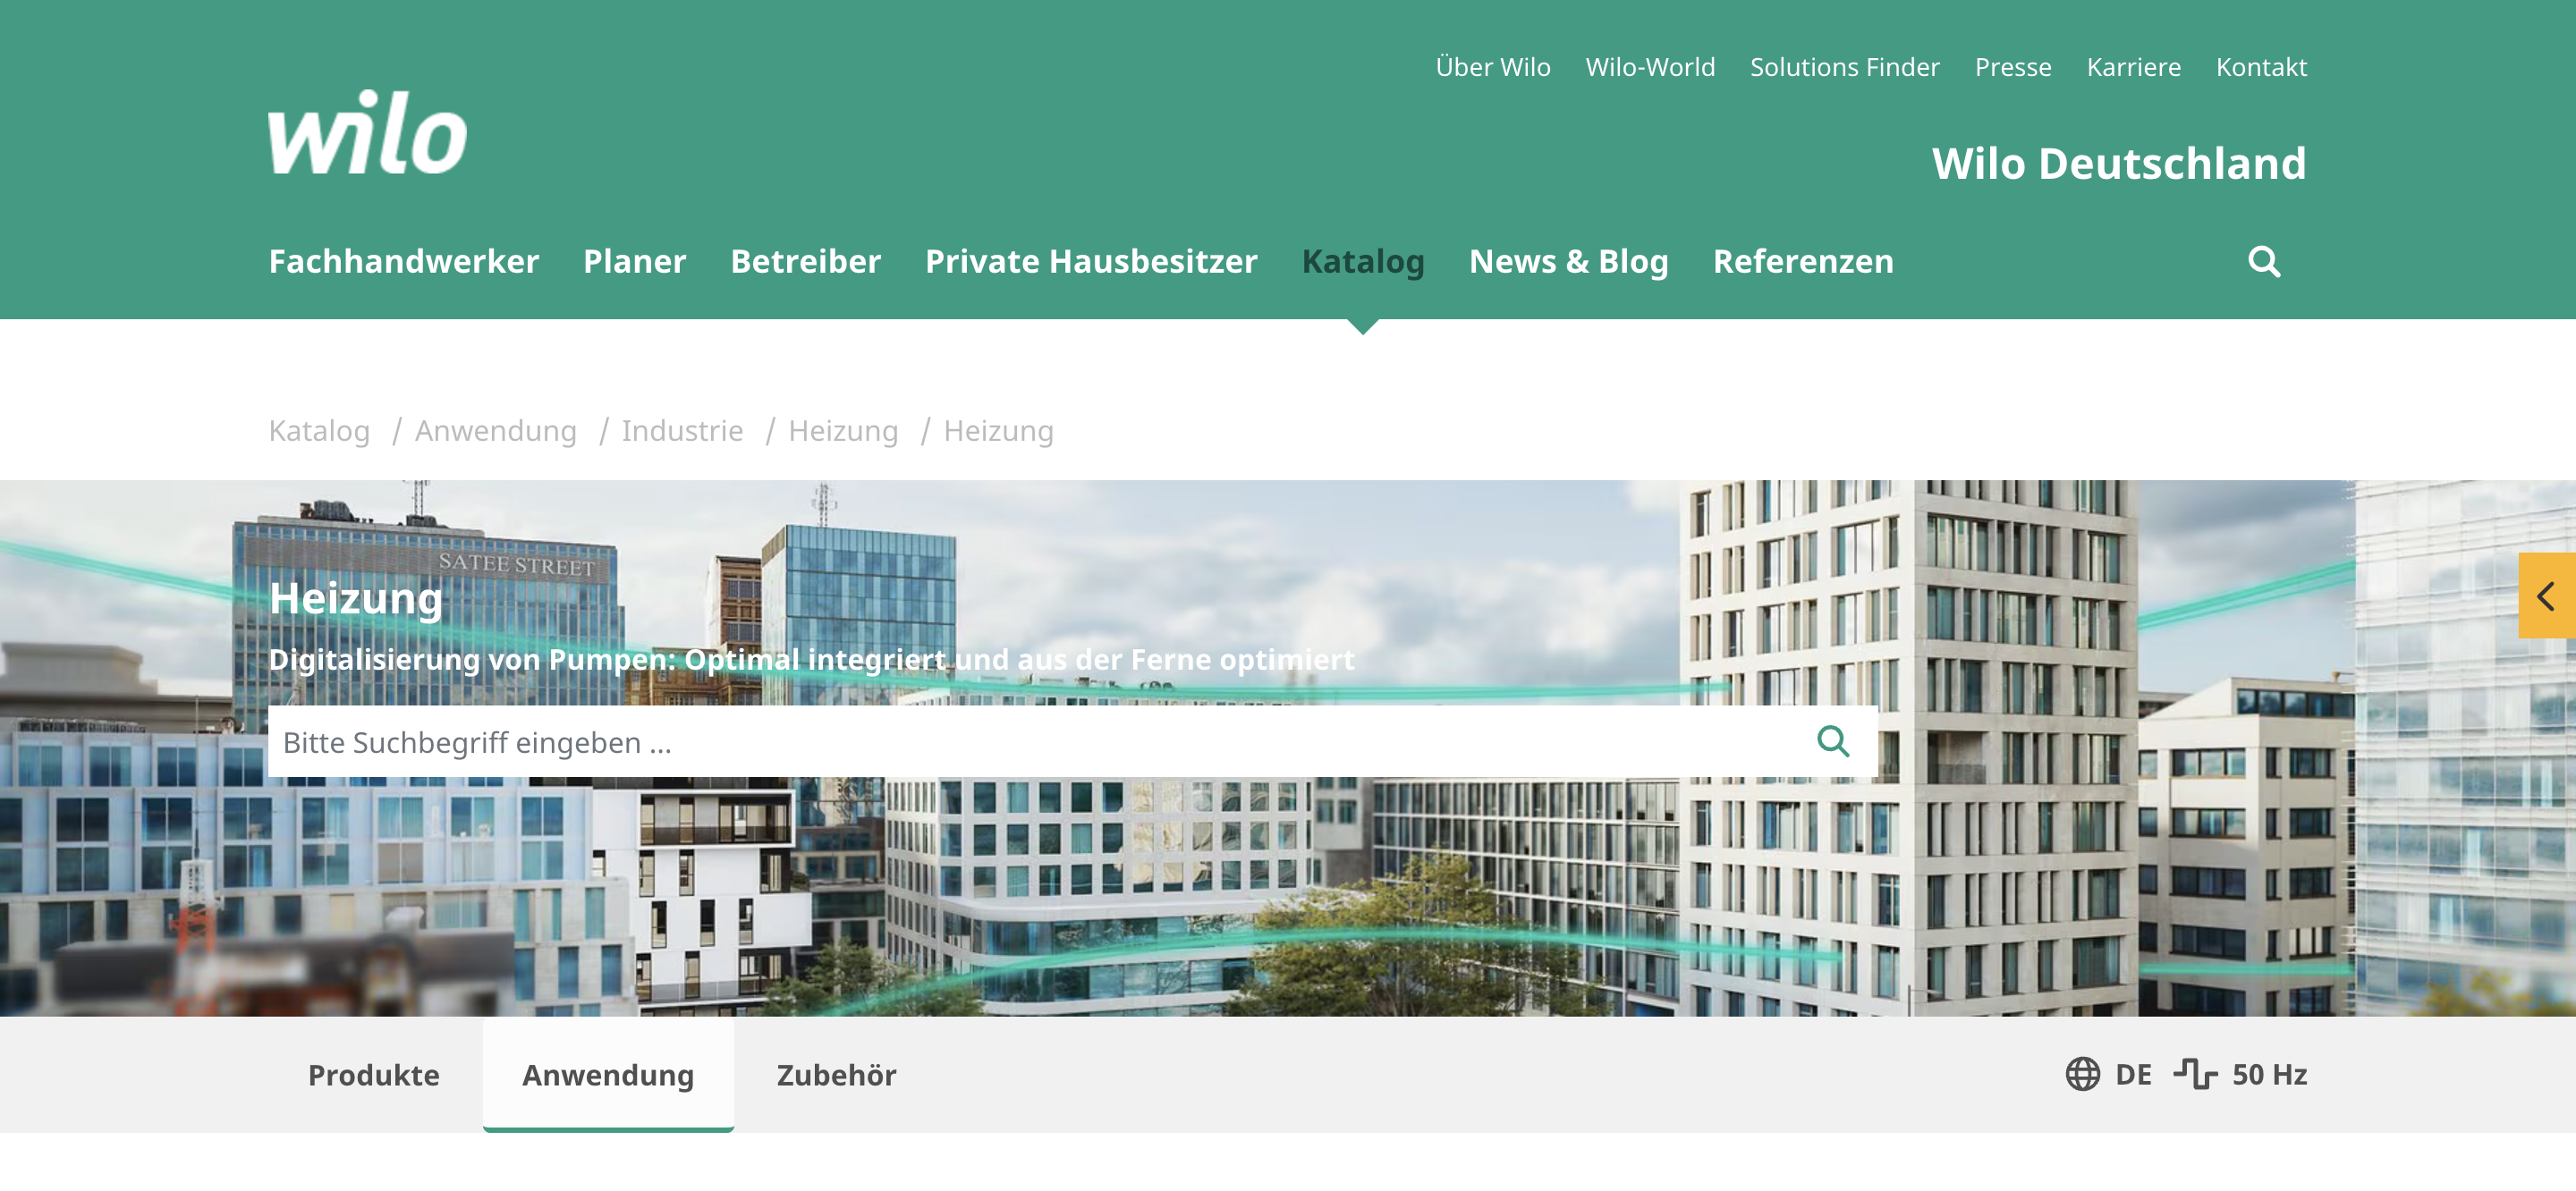 Über Wilo Wilo-World Solutions Finder Presse Karriere Kontakt
wilo
Wilo Deutschland
Fachhandwerker Planer Betreiber Private Hausbesitzer Katalog News & Blog Referenzen
Katalog / Anwendung / Industrie / Heizung / Heizung
SATEE STREET
Heizung
Digitalisierung von Pumpen: Optimal integriert und aus der Ferne optimiert
Bitte Suchbegriff eingeben ...
Produkte Anwendung Zubehör DE 50 Hz